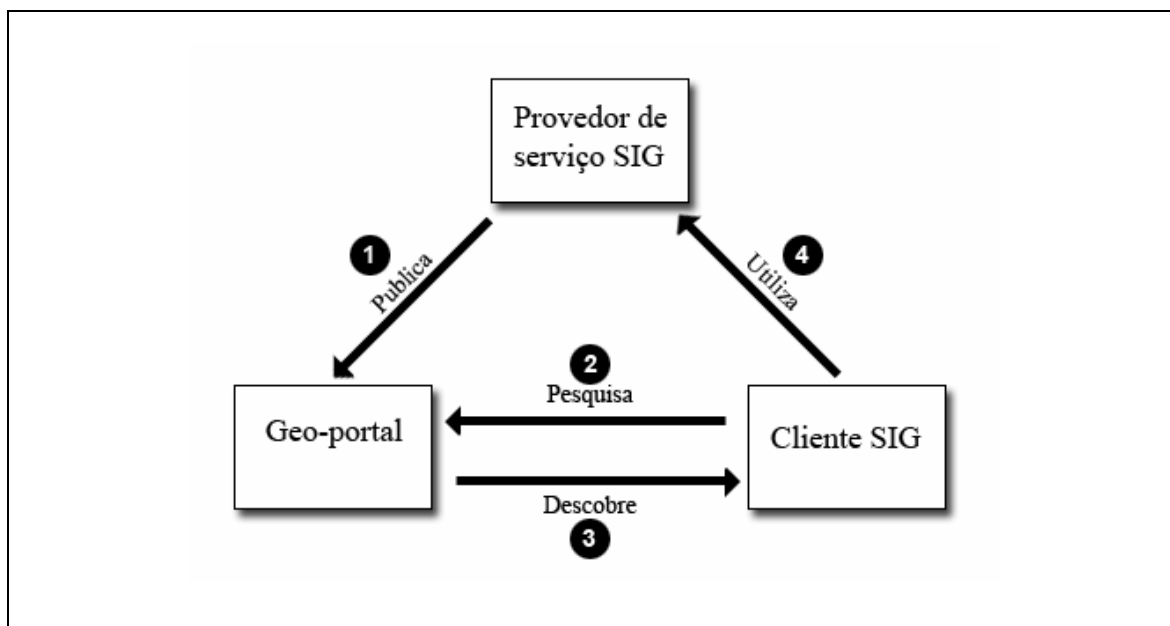 Provedor de
serviço SIG
1
Publica
4
Utiliza
2
Pesquisa
Geo-portal
Cliente SIG
Descobre
3